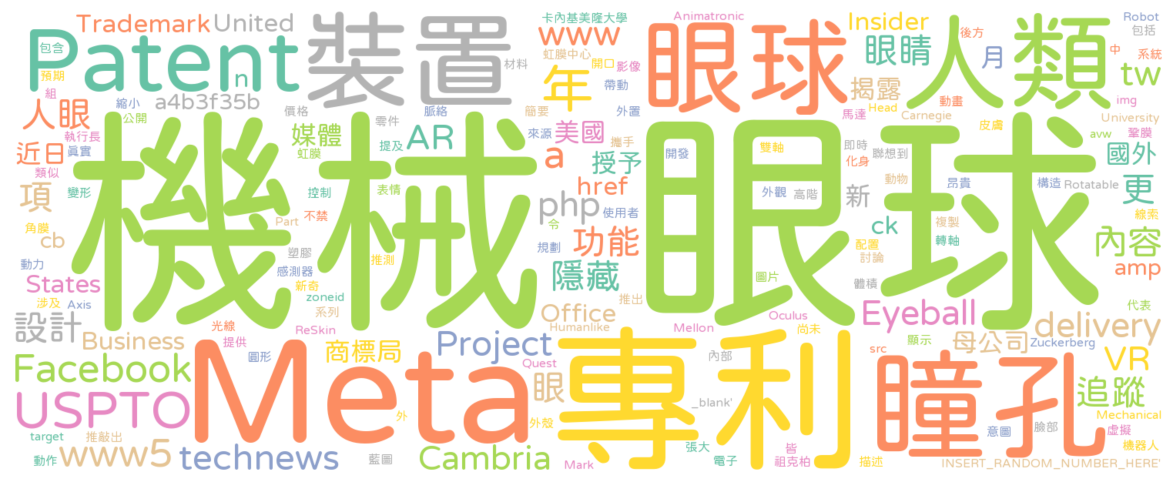 Trademark
United
卡內基美隆大學
Animatronic
Insider
Robot
包含
Patent
裝置
www
眼球
人類
後方
包括
眼睛
中
系統
預期
n
虹膜中心
開口
影像
材料
年
帶動
月
tw
組
人眼
縮小
公開
a4b3f35b
價格
脈絡
簡要
外置
揭露
Head
動畫
img
執行長
真實
媒體
零件
AR
來源
美國
攜手
馬達
Carnegie
University
近日
虹膜
提及
a
授予
開發
雙軸
即時
化身
聯想到
皮膚
avw
鞏膜
國外
類似
機械眼球
項
變形
控制
表情
href
外觀
高階
動物
昂貴
構造
Rotatable
更
角膜
Part
不禁
php
使用者
新
複製
線索
cb
塑膠
令
功能
規劃
ck
配置
討論
轉軸
內容
動力
感測器
推測
新奇
隱藏
圖片
體積
amp
States
涉及
Axis
zoneid
系列
推出
代表
設計
光線
提供
ReSkin
Office
Humanlike
Mellon
Oculus
尚未
Eyeball
delivery
Business
圓形
商標局
Project
內部
顯示
母公司
Zuckerberg
Facebook
Meta
Quest
眼
專利
src
瞳孔
VR
USPTO
外
外殼
_blank'
追蹤
Mechanical
target
推敲出
意圖
臉部
虛擬
動作
www5
technews
藍圖
Cambria
Mark
張大
電子
皆
祖克柏
描述
機器人
INSERT_RANDOM_NUMBER_HERE'